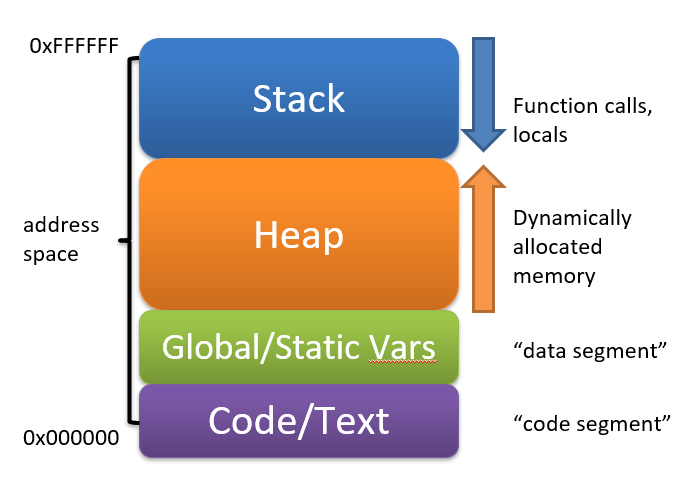 0xFFFFFF
Stack
Function calls,
locals
address
space
Heap
Dynamically
allocated
memory
Global/Static Vars
“data segment”
Code/Text
“code segment”
0x000000